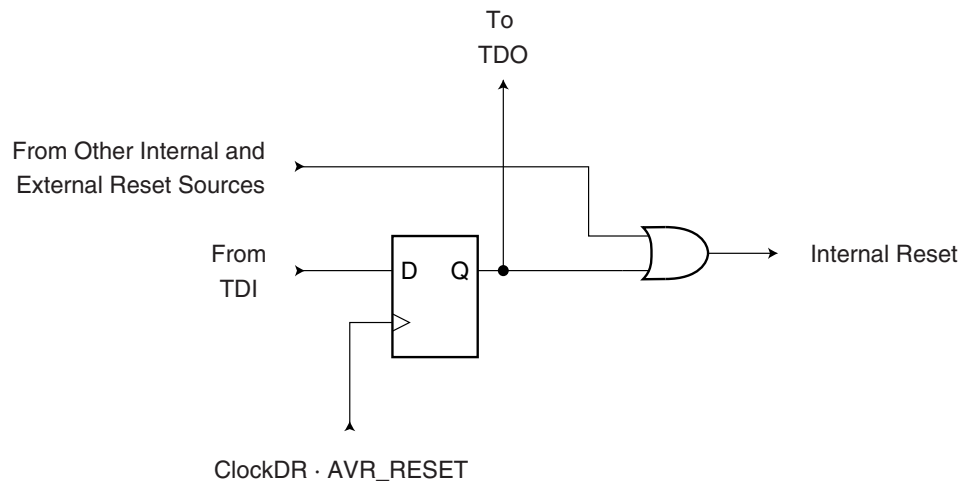 To
TDO
From Other Internal and
External Reset Sources
From
TDI
D Q
Internal Reset
ClockDR · AVR_RESET